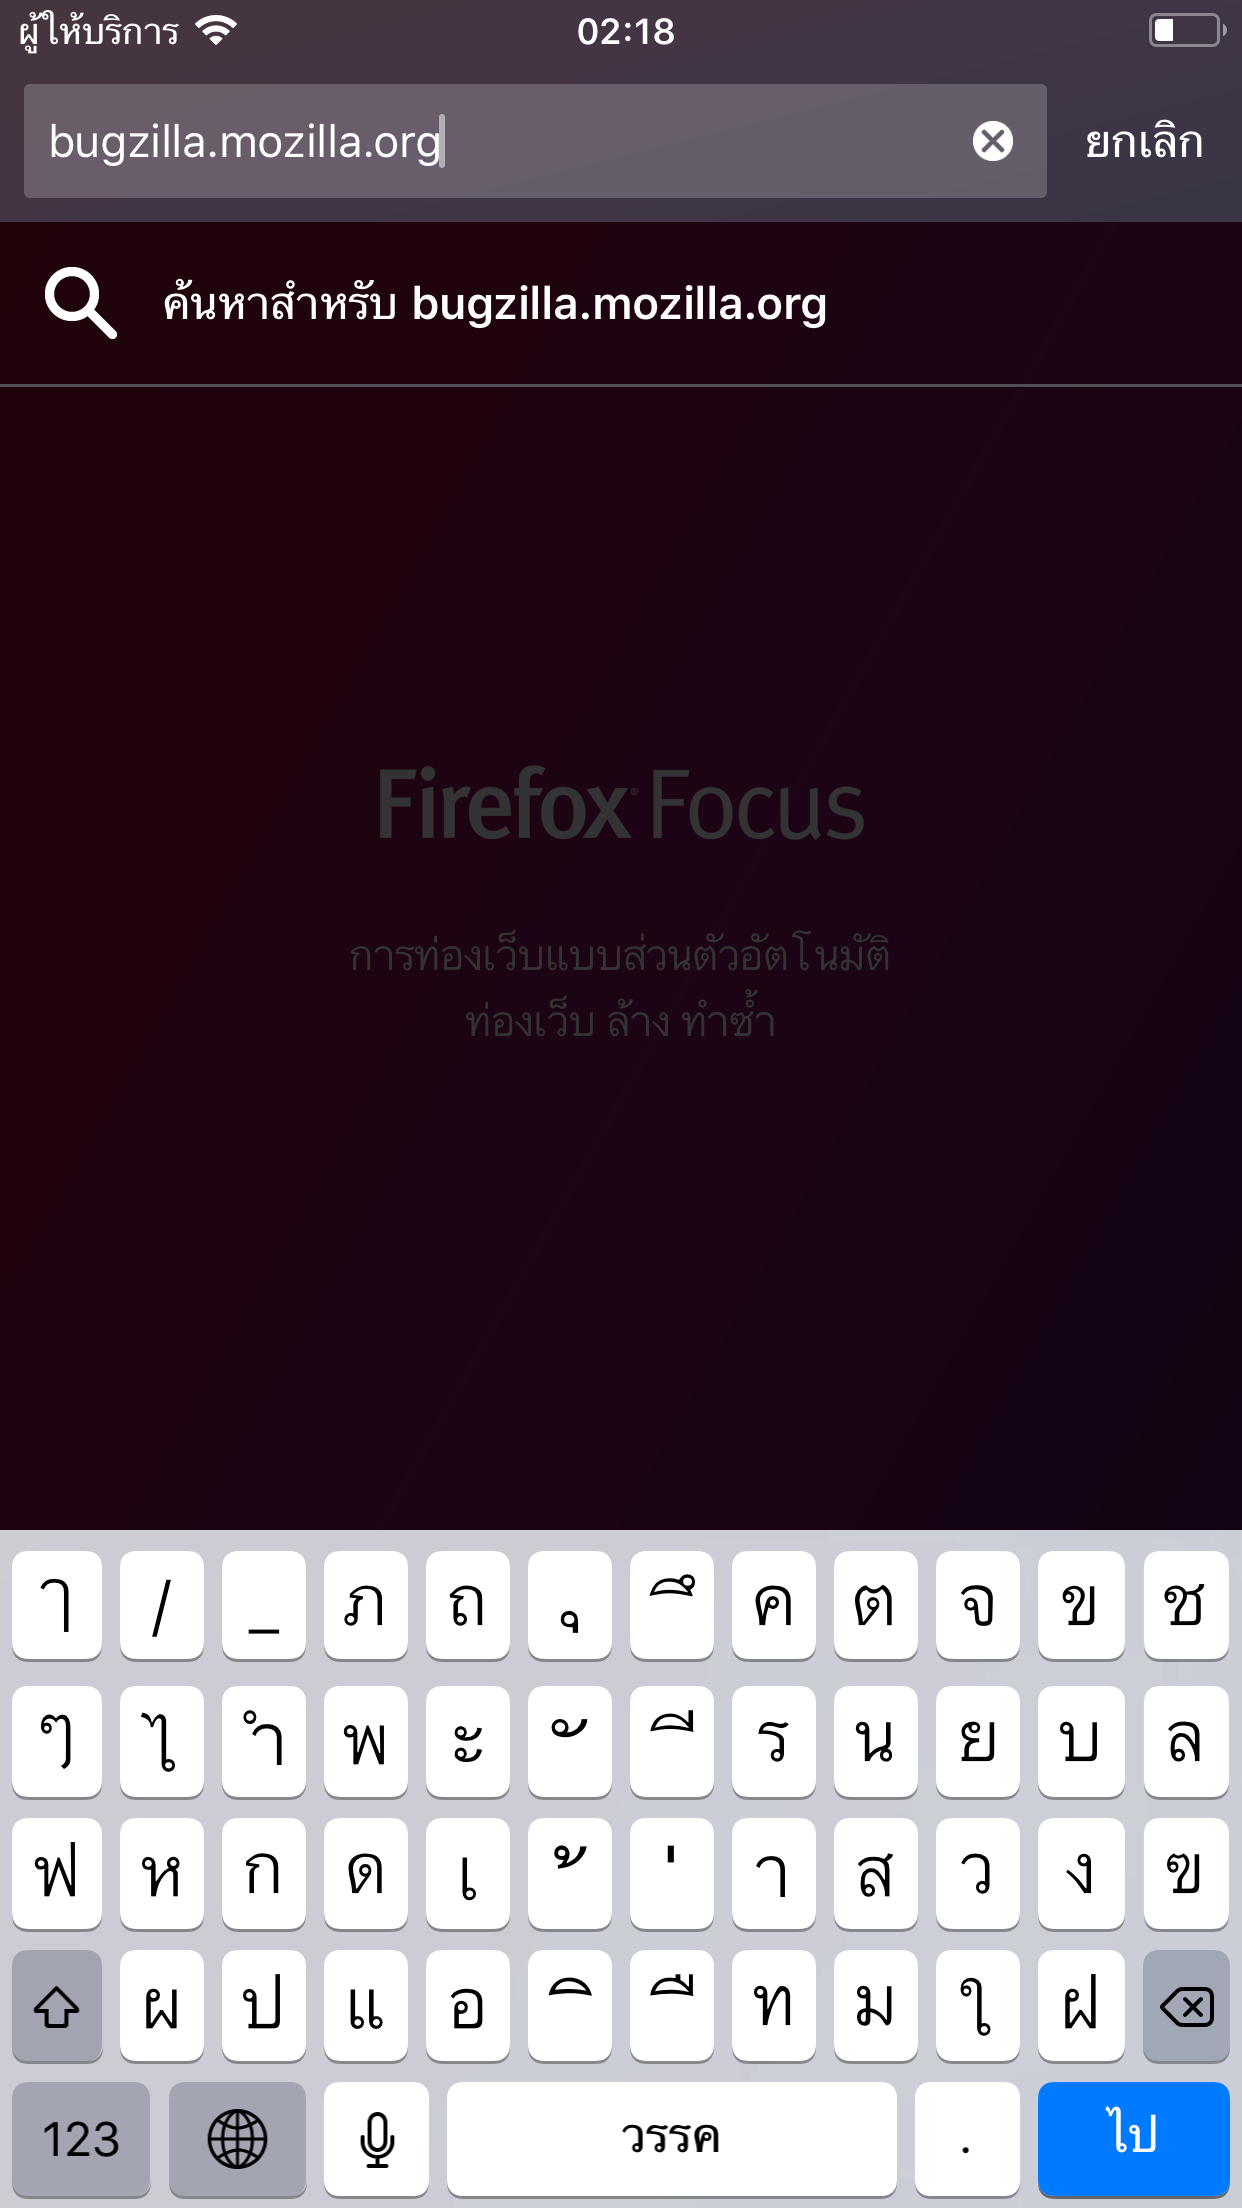 ผู้ให้บริการ 02:18
bugzilla.mozilla.org ยกเลิก
ค้นหาสำหรับ bugzilla.mozilla.org
Firefox® Focus
การท่องเว็บแบบส่วนตัวอัตโนมัติ
ท่องเว็บ ล้าง ทำซ้ำ
ๅ / _ ภ ถ ุ ึ ค ต จ ข ช
ๆ ไ ำ พ ะ ั ี ร น ย บ ล
ฟ ห ก ด เ ้ ่ า ส ว ง ฃ
ผ ป แ อ ิ ื ท ม ใ ฝ
123 วรรค . ไป